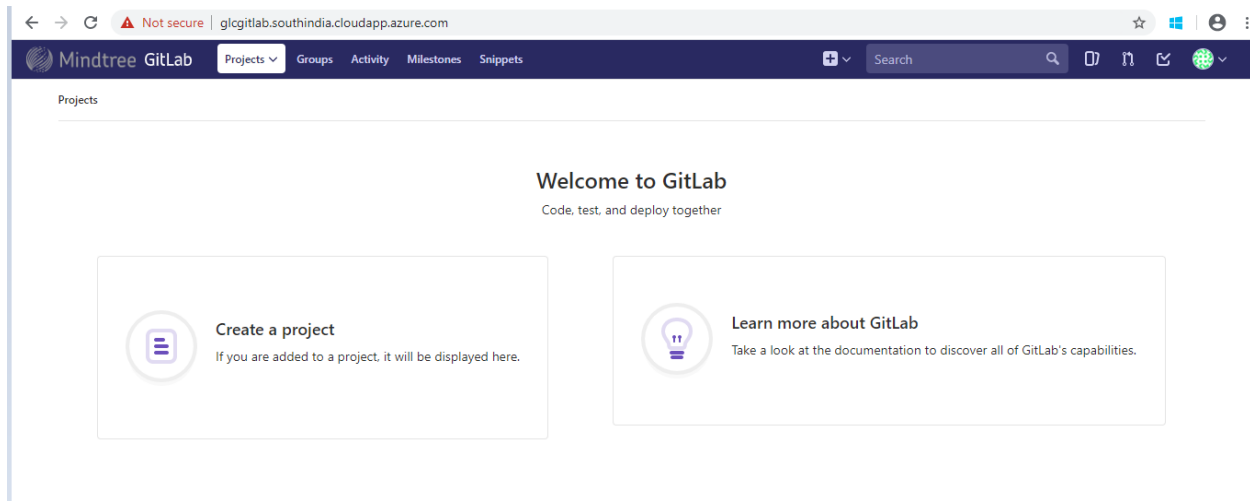 Not secure | glcgitlab.southindia.cloudapp.azure.com
Mindtree GitLab Projects Groups Activity Milestones Snippets Search
Projects
Welcome to GitLab
Code, test, and deploy together
Create a project
If you are added to a project, it will be displayed here.
Learn more about GitLab
Take a look at the documentation to discover all of GitLab's capabilities.